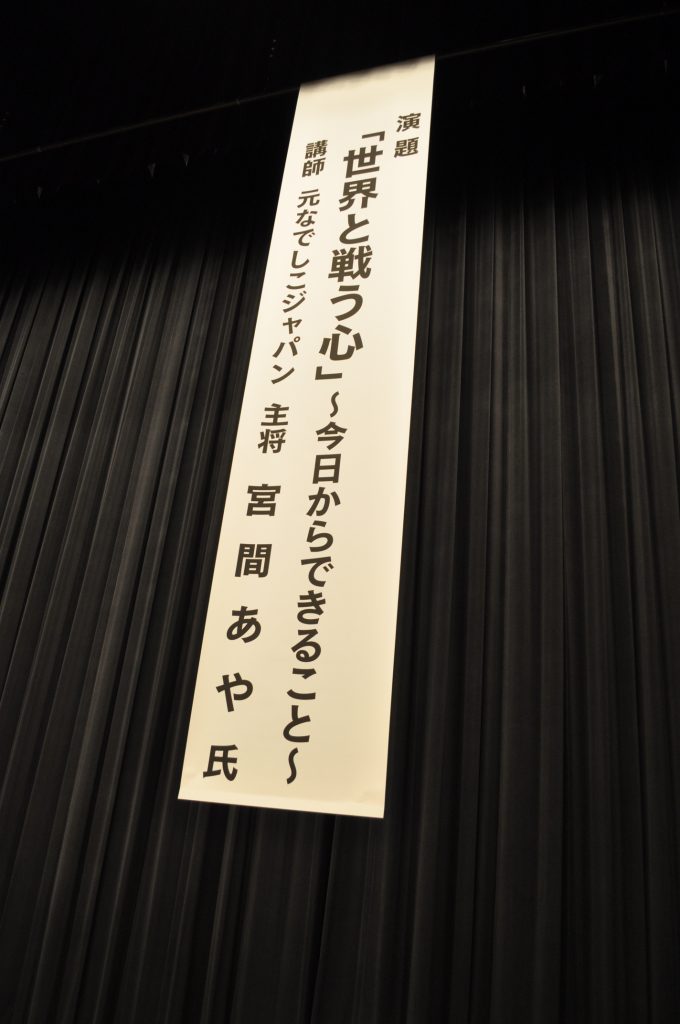 演題
「世界と戦う心」～今日からできること～
講師 元なでしこジャパン 主将 宮間あや氏